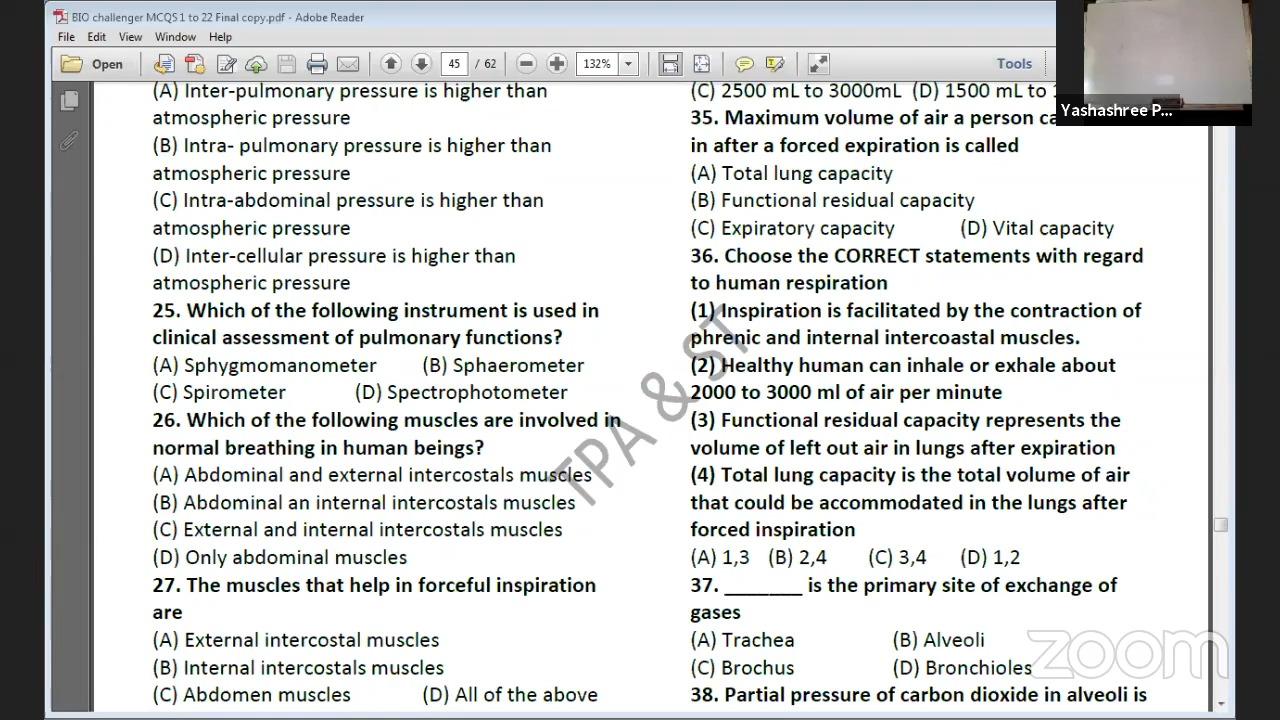 BIO challenger MCQS 1 to 22 Final copy.pdf - Adobe Reader
File Edit View Window Help
Open 45 / 62 132% Tools
Yashashree P...
(A) Inter-pulmonary pressure is higher than
atmospheric pressure
(B) Intra- pulmonary pressure is higher than
atmospheric pressure
(C) Intra-abdominal pressure is higher than
atmospheric pressure
(D) Inter-cellular pressure is higher than
atmospheric pressure
25. Which of the following instrument is used in
clinical assessment of pulmonary functions?
(A) Sphygmomanometer (B) Sphaerometer
(C) Spirometer (D) Spectrophotometer
26. Which of the following muscles are involved in
normal breathing in human beings?
(A) Abdominal and external intercostals muscles
(B) Abdominal an internal intercostals muscles
(C) External and internal intercostals muscles
(D) Only abdominal muscles
27. The muscles that help in forceful inspiration
are
(A) External intercostal muscles
(B) Internal intercostals muscles
(C) Abdomen muscles (D) All of the above
(C) 2500 mL to 3000mL (D) 1500 mL to
35. Maximum volume of air a person
in after a forced expiration is called
(A) Total lung capacity
(B) Functional residual capacity
(C) Expiratory capacity (D) Vital capacity
36. Choose the CORRECT statements with regard
to human respiration
(1) Inspiration is facilitated by the contraction of
phrenic and internal intercoastal muscles.
(2) Healthy human can inhale or exhale about
2000 to 3000 ml of air per minute
(3) Functional residual capacity represents the
volume of left out air in lungs after expiration
(4) Total lung capacity is the total volume of air
that could be accommodated in the lungs after
forced inspiration
(A) 1,3 (B) 2,4 (C) 3,4 (D) 1,2
37. _______ is the primary site of exchange of
gases
(A) Trachea (B) Alveoli
(C) Brochus (D) Bronchioles
38. Partial pressure of carbon dioxide in alveoli is
TPA & ST
zoom